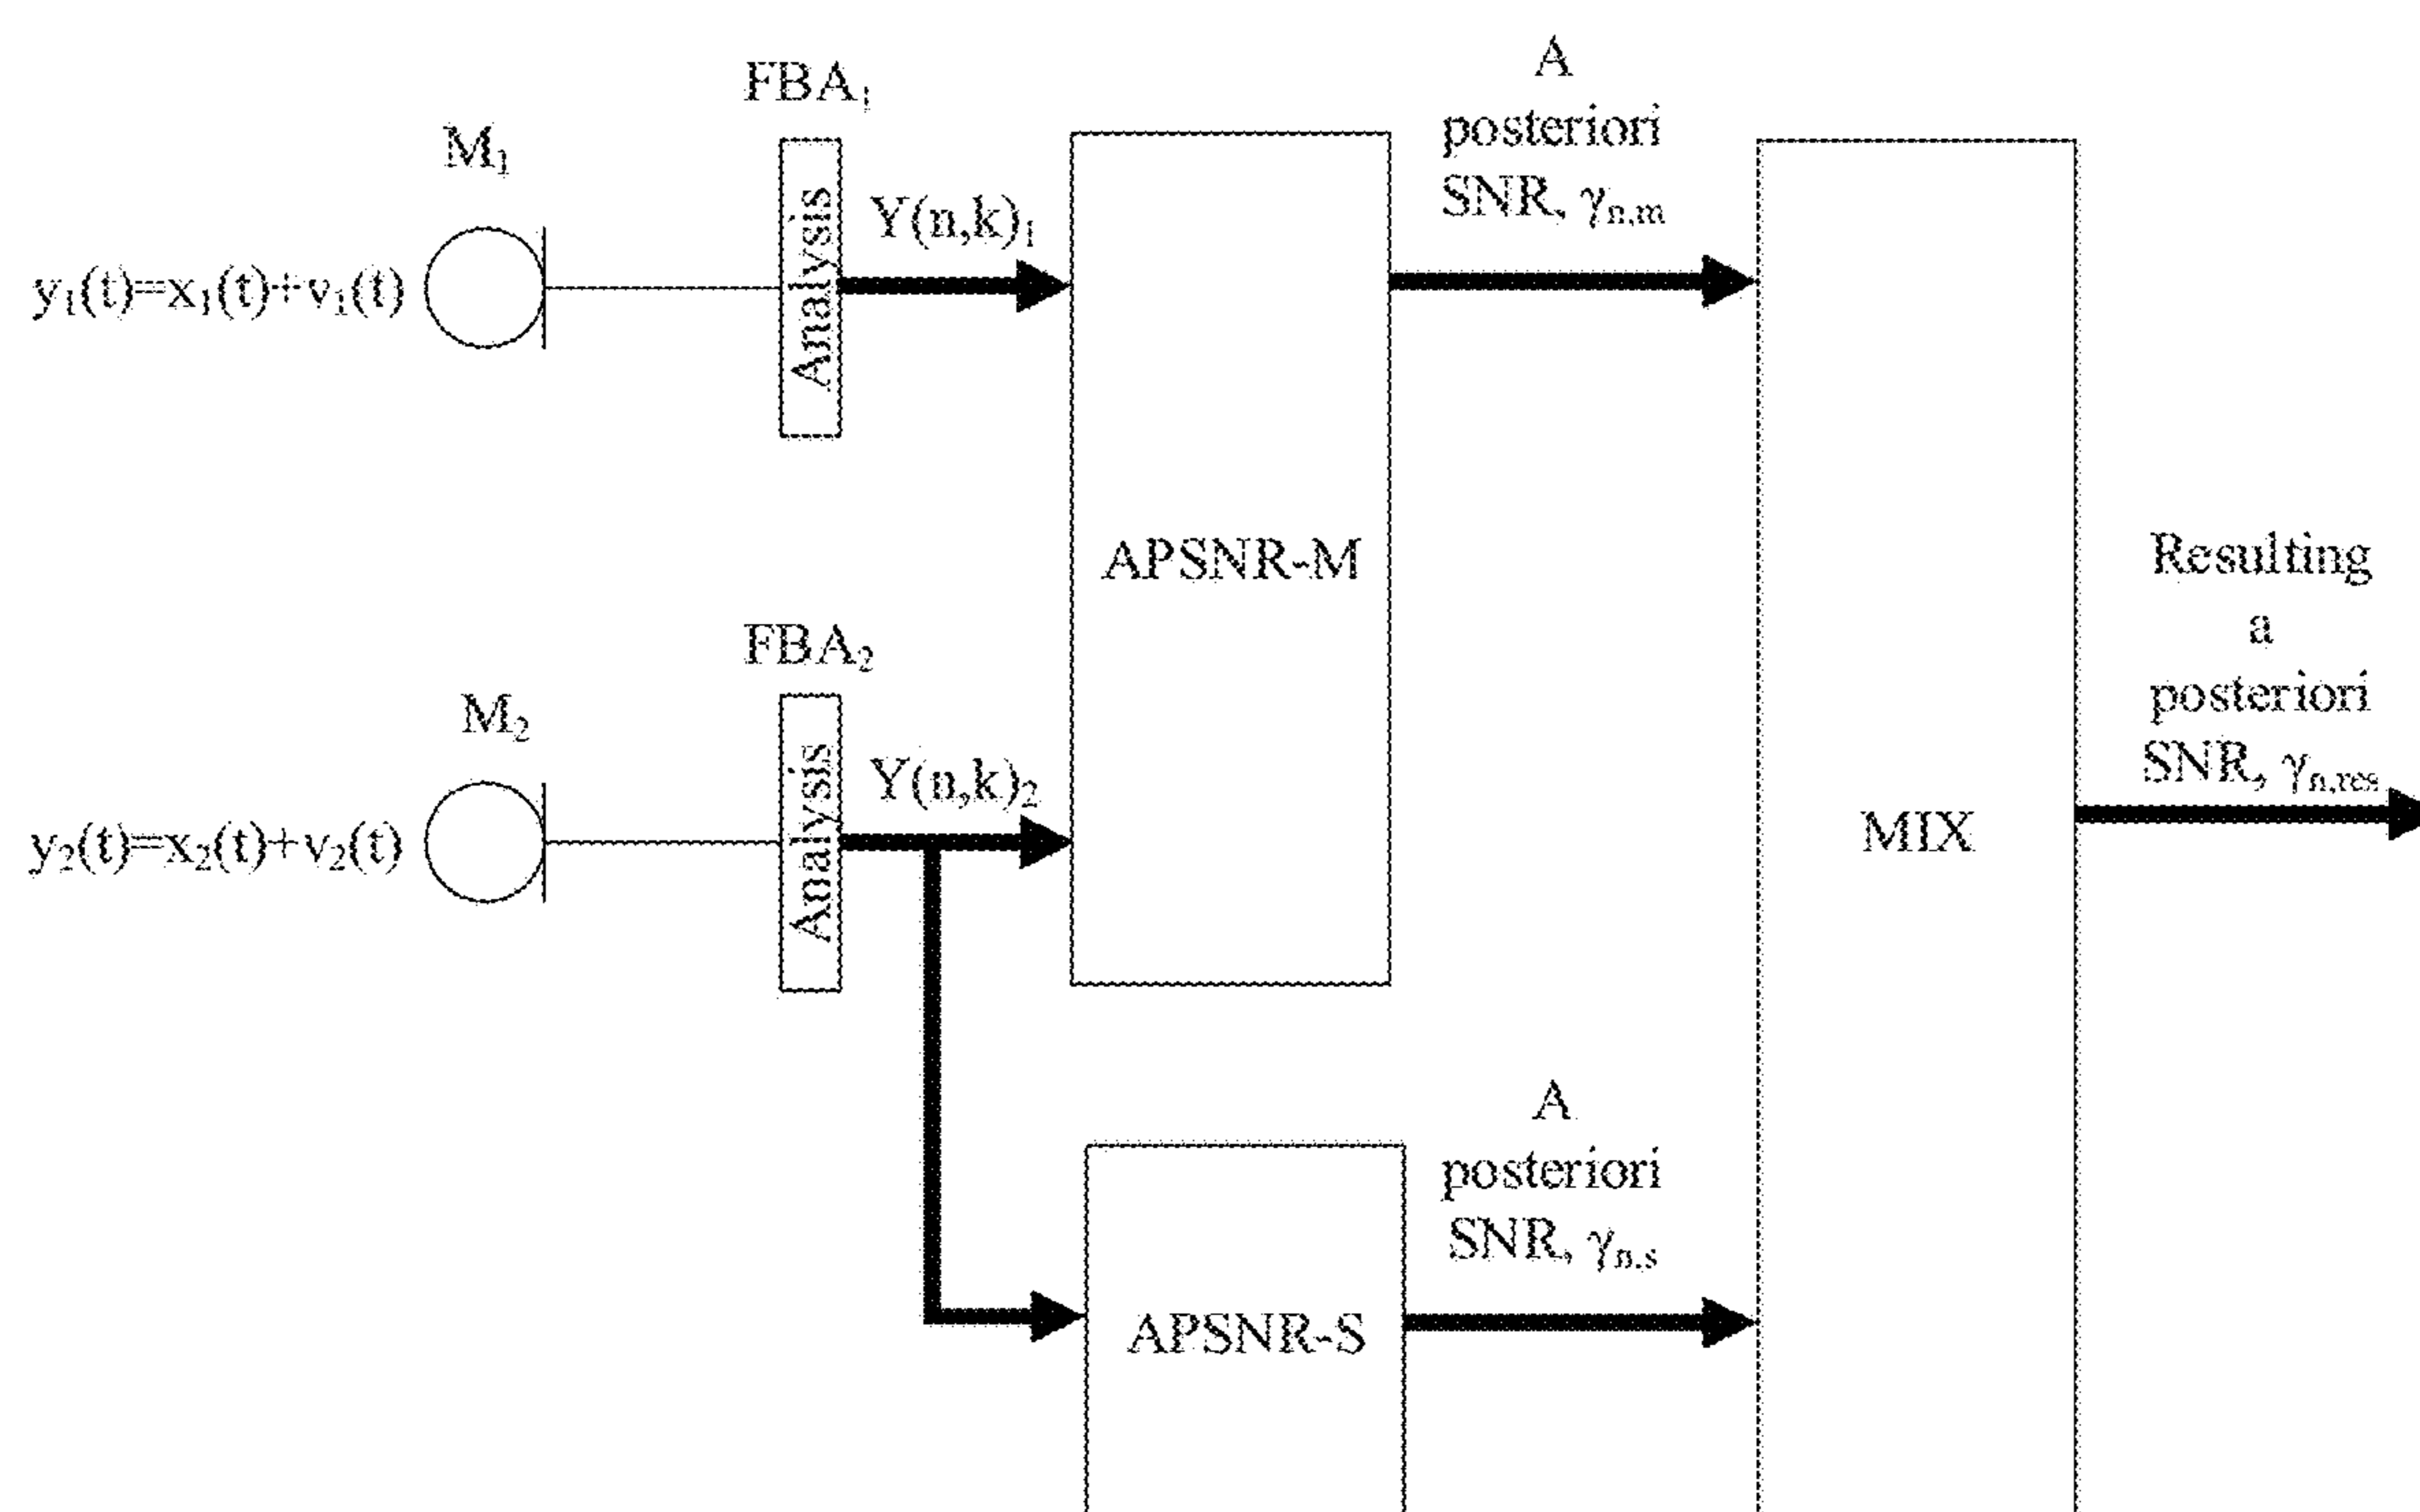 FBA₁
M₁
Analysis
Y(n,k)₁
y₁(t)=x₁(t)+v₁(t)
A
posteriori
SNR, γn,m
APSNR-M
FBA₂
M₂
Analysis
Y(n,k)₂
y₂(t)=x₂(t)+v₂(t)
MIX
Resulting
a
posteriori
SNR, γn,res
A
posteriori
SNR, γn,s
APSNR-S